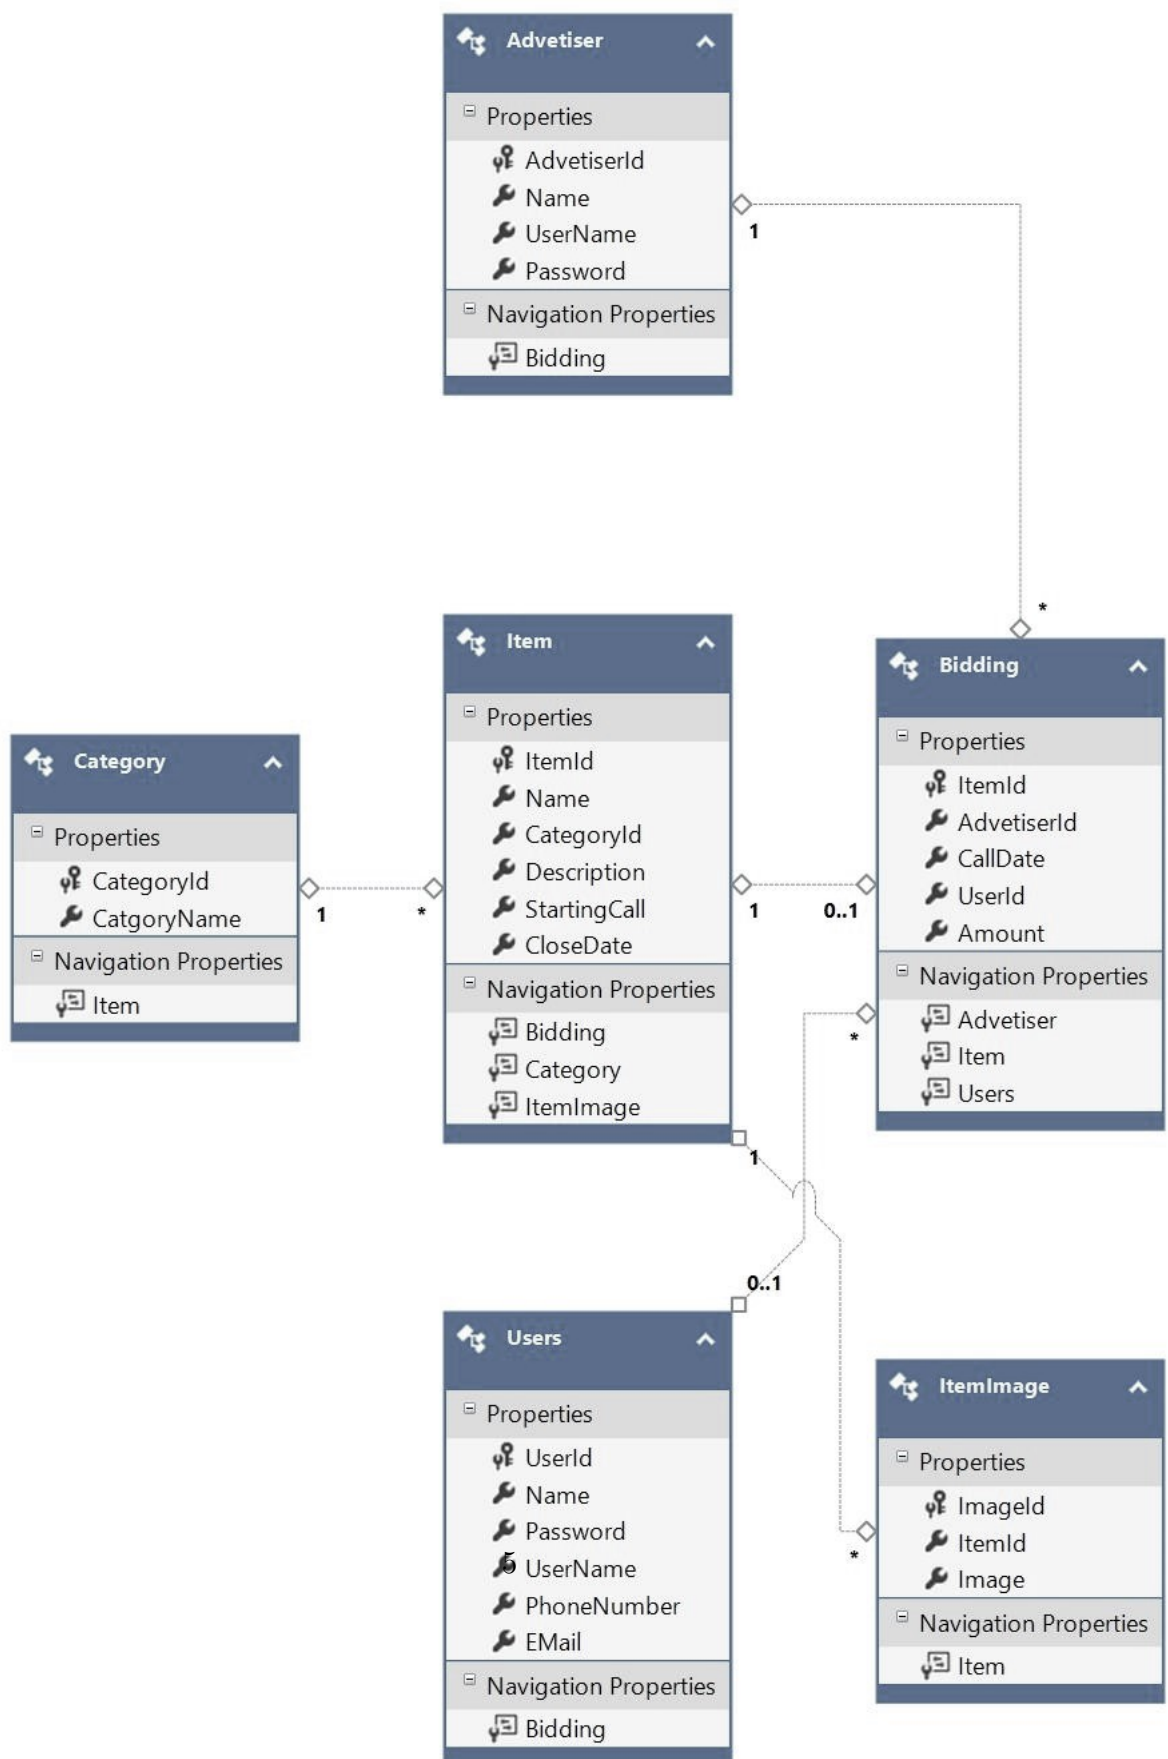 Advetiser
Properties
AdvetiserId
Name
UserName
Password
Navigation Properties
Bidding
1
*
Item
Properties
ItemId
Name
CategoryId
Description
StartingCall
CloseDate
Navigation Properties
Bidding
Category
ItemImage
Bidding
Properties
ItemId
AdvetiserId
CallDate
UserId
Amount
Navigation Properties
Advetiser
Item
Users
Category
Properties
CategoryId
CatgoryName
Navigation Properties
Item
1
*
1
0..1
*
1
0..1
Users
Properties
UserId
Name
Password
5
UserName
PhoneNumber
EMail
Navigation Properties
Bidding
ItemImage
Properties
ImageId
ItemId
Image
Navigation Properties
Item
*